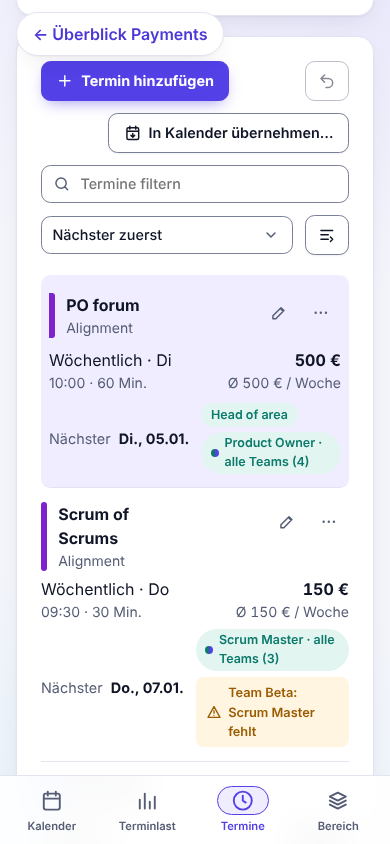 ← Überblick Payments
+ Termin hinzufügen
In Kalender übernehmen...
Termine filtern
Nächster zuerst
PO forum
Alignment
Wöchentlich · Di 500 €
10:00 · 60 Min. Ø 500 € / Woche
Head of area
Nächster Di., 05.01.
Product Owner ·
alle Teams (4)
Scrum of
Scrums
Alignment
Wöchentlich · Do 150 €
09:30 · 30 Min. Ø 150 € / Woche
Scrum Master · alle
Teams (3)
Nächster Do., 07.01.
Team Beta:
Scrum Master
fehlt
Kalender Terminlast Termine Bereich